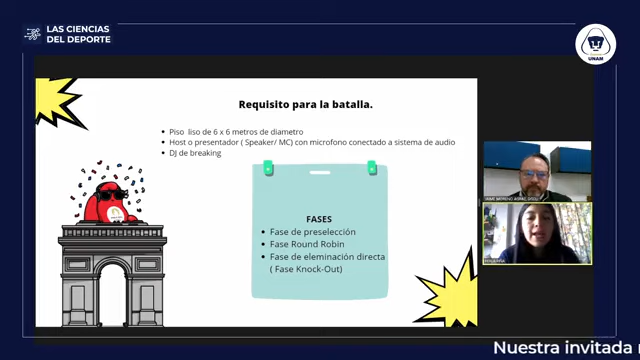 LAS CIENCIAS
DEL DEPORTE
UNAM
Requisito para la batalla.
Piso liso de 6 x 6 metros de diametro
Host o presentador ( Speaker/ MC) con microfono conectado a sistema de audio
DJ de breaking
FASES
Fase de preselección
Fase Round Robin
Fase de eleminación directa
( Fase Knock-Out)
JAIME MORENO
Nuestra invitada